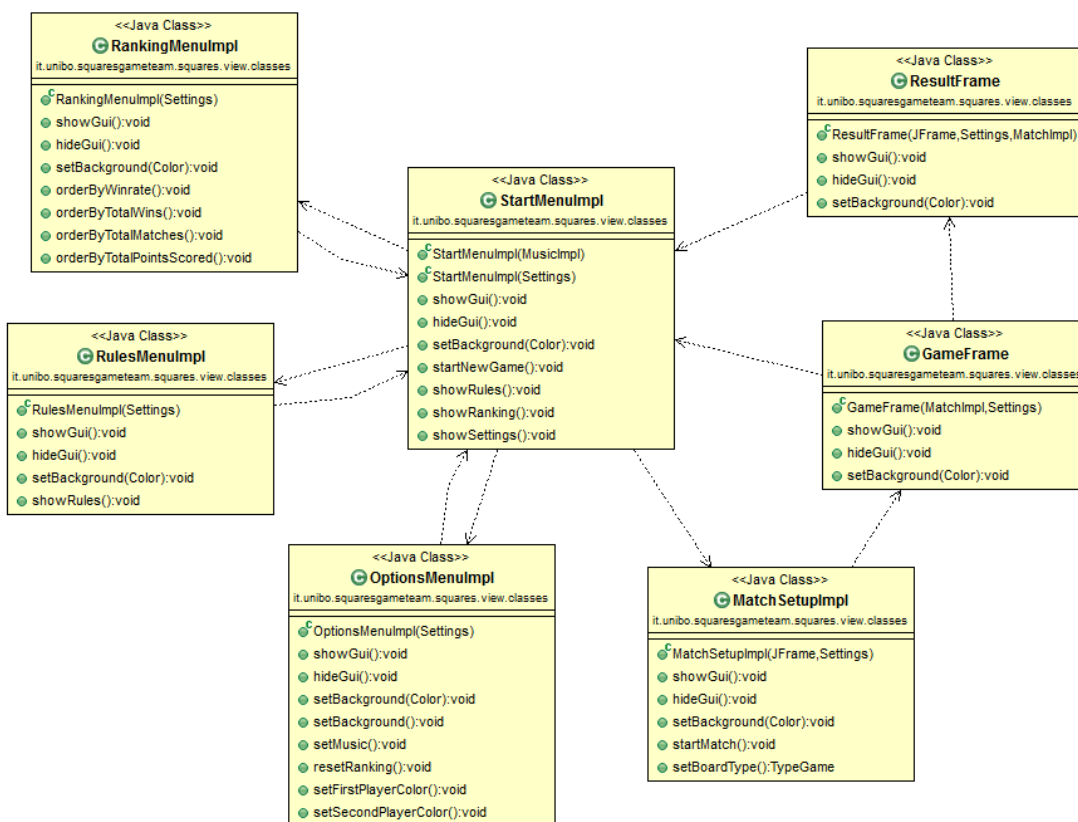 <<Java Class>>
RankingMenuImpl
it.unibo.squaresgameteam.squares.view.classes
RankingMenuImpl(Settings)
showGui():void
hideGui():void
setBackground(Color):void
orderByWinrate():void
orderByTotalWins():void
orderByTotalMatches():void
orderByTotalPointsScored():void
<<Java Class>>
ResultFrame
it.unibo.squaresgameteam.squares.view.classes
ResultFrame(JFrame,Settings,MatchImpl)
showGui():void
hideGui():void
setBackground(Color):void
<<Java Class>>
StartMenuImpl
it.unibo.squaresgameteam.squares.view.classes
StartMenuImpl(MusicImpl)
StartMenuImpl(Settings)
showGui():void
hideGui():void
setBackground(Color):void
startNewGame():void
showRules():void
showRanking():void
showSettings():void
<<Java Class>>
RulesMenuImpl
it.unibo.squaresgameteam.squares.view.classes
RulesMenuImpl(Settings)
showGui():void
hideGui():void
setBackground(Color):void
showRules():void
<<Java Class>>
GameFrame
it.unibo.squaresgameteam.squares.view.classes
GameFrame(MatchImpl,Settings)
showGui():void
hideGui():void
setBackground(Color):void
<<Java Class>>
OptionsMenuImpl
it.unibo.squaresgameteam.squares.view.classes
OptionsMenuImpl(Settings)
showGui():void
hideGui():void
setBackground(Color):void
setBackground():void
setMusic():void
resetRanking():void
setFirstPlayerColor():void
setSecondPlayerColor():void
<<Java Class>>
MatchSetupImpl
it.unibo.squaresgameteam.squares.view.classes
MatchSetupImpl(JFrame,Settings)
showGui():void
hideGui():void
setBackground(Color):void
startMatch():void
setBoardType():TypeGame